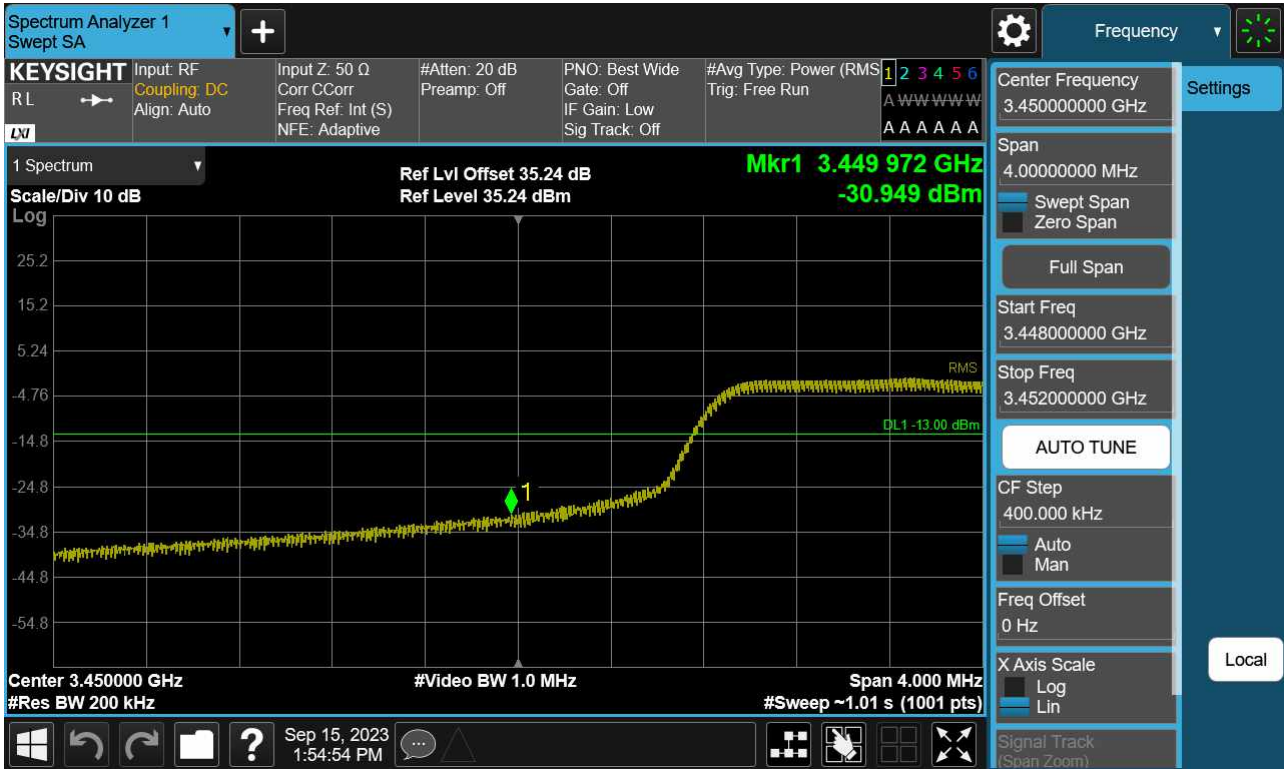 Spectrum Analyzer 1
Swept SA
+
Frequency
KEYSIGHT
R L
LXI
Input: RF
Coupling: DC
Align: Auto
Input Z: 50 Ω
Corr CCorr
Freq Ref: Int (S)
NFE: Adaptive
#Atten: 20 dB
Preamp: Off
PNO: Best Wide
Gate: Off
IF Gain: Low
Sig Track: Off
#Avg Type: Power (RMS
Trig: Free Run
1 2 3 4 5 6
A W W W W W
A A A A A A
1 Spectrum
Scale/Div 10 dB
Log
Ref Lvl Offset 35.24 dB
Ref Level 35.24 dBm
Mkr1 3.449 972 GHz
-30.949 dBm
25.2
15.2
5.24
-4.76
-14.8
-24.8
-34.8
-44.8
-54.8
RMS
DL1 -13.00 dBm
1
Center 3.450000 GHz
#Res BW 200 kHz
#Video BW 1.0 MHz
Span 4.000 MHz
#Sweep ~1.01 s (1001 pts)
Center Frequency
3.450000000 GHz
Settings
Span
4.00000000 MHz
Swept Span
Zero Span
Full Span
Start Freq
3.448000000 GHz
Stop Freq
3.452000000 GHz
AUTO TUNE
CF Step
400.000 kHz
Auto
Man
Freq Offset
0 Hz
X Axis Scale
Log
Lin
Local
Signal Track
(Span Zoom)
?
Sep 15, 2023
1:54:54 PM